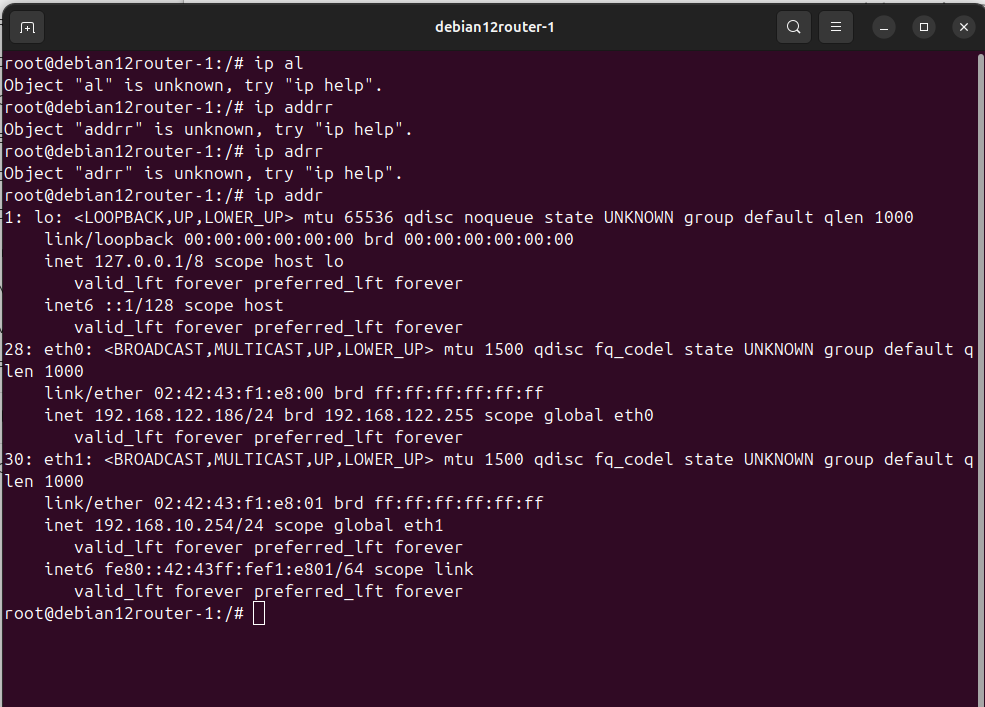 debian12router-1
root@debian12router-1:/# ip al
Object "al" is unknown, try "ip help".
root@debian12router-1:/# ip addrr
Object "addrr" is unknown, try "ip help".
root@debian12router-1:/# ip adrr
Object "adrr" is unknown, try "ip help".
root@debian12router-1:/# ip addr
1: lo: <LOOPBACK,UP,LOWER_UP> mtu 65536 qdisc noqueue state UNKNOWN group default qlen 1000
    link/loopback 00:00:00:00:00:00 brd 00:00:00:00:00:00
    inet 127.0.0.1/8 scope host lo
       valid_lft forever preferred_lft forever
    inet6 ::1/128 scope host
       valid_lft forever preferred_lft forever
28: eth0: <BROADCAST,MULTICAST,UP,LOWER_UP> mtu 1500 qdisc fq_codel state UNKNOWN group default q
len 1000
    link/ether 02:42:43:f1:e8:00 brd ff:ff:ff:ff:ff:ff
    inet 192.168.122.186/24 brd 192.168.122.255 scope global eth0
       valid_lft forever preferred_lft forever
30: eth1: <BROADCAST,MULTICAST,UP,LOWER_UP> mtu 1500 qdisc fq_codel state UNKNOWN group default q
len 1000
    link/ether 02:42:43:f1:e8:01 brd ff:ff:ff:ff:ff:ff
    inet 192.168.10.254/24 scope global eth1
       valid_lft forever preferred_lft forever
    inet6 fe80::42:43ff:fef1:e801/64 scope link
       valid_lft forever preferred_lft forever
root@debian12router-1:/#